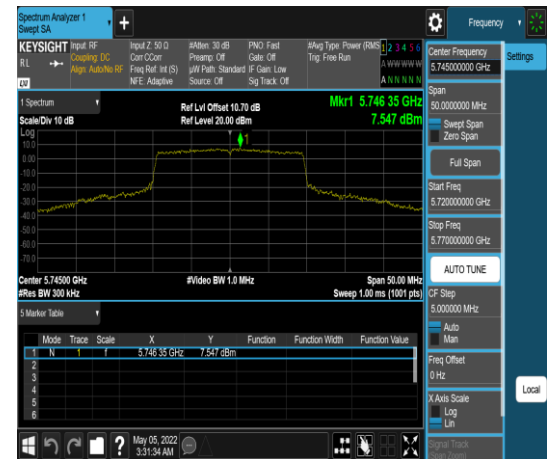 Spectrum Analyzer 1
Swept SA
+
Frequency
KEYSIGHT
Input: RF
Coupling: DC
Align: Auto/No RF
Input Z: 50 Ω
Corr CCorr
Freq Ref: Int (S)
NFE: Adaptive
#Atten: 30 dB
Preamp: Off
µW Path: Standard
Source: Off
PNO: Fast
Gate: Off
IF Gain: Low
Sig Track: Off
#Avg Type: Power (RMS
Trig: Free Run
1 2 3 4 5 6
A W W W W W
A N N N N N
RL
1 Spectrum
Scale/Div 10 dB
Ref Lvl Offset 10.70 dB
Ref Level 20.00 dBm
Mkr1 5.746 35 GHz
7.547 dBm
Log
1
10.0
0.00
-10.0
-20.0
-30.0
-40.0
-50.0
-60.0
-70.0
Center 5.74500 GHz
#Video BW 1.0 MHz
Span 50.00 MHz
#Res BW 300 kHz
Sweep 1.00 ms (1001 pts)
5 Marker Table
Mode Trace Scale X Y Function Function Width Function Value
1 N 1 f 5.746 35 GHz 7.547 dBm
2
3
4
5
6
?
May 05, 2022
3:31:34 AM
Center Frequency
5.745000000 GHz
Settings
Span
50.0000000 MHz
Swept Span
Zero Span
Full Span
Start Freq
5.720000000 GHz
Stop Freq
5.770000000 GHz
AUTO TUNE
CF Step
5.000000 MHz
Auto
Man
Freq Offset
0 Hz
X Axis Scale
Log
Lin
Local
Signal Track
(Span Zoom)